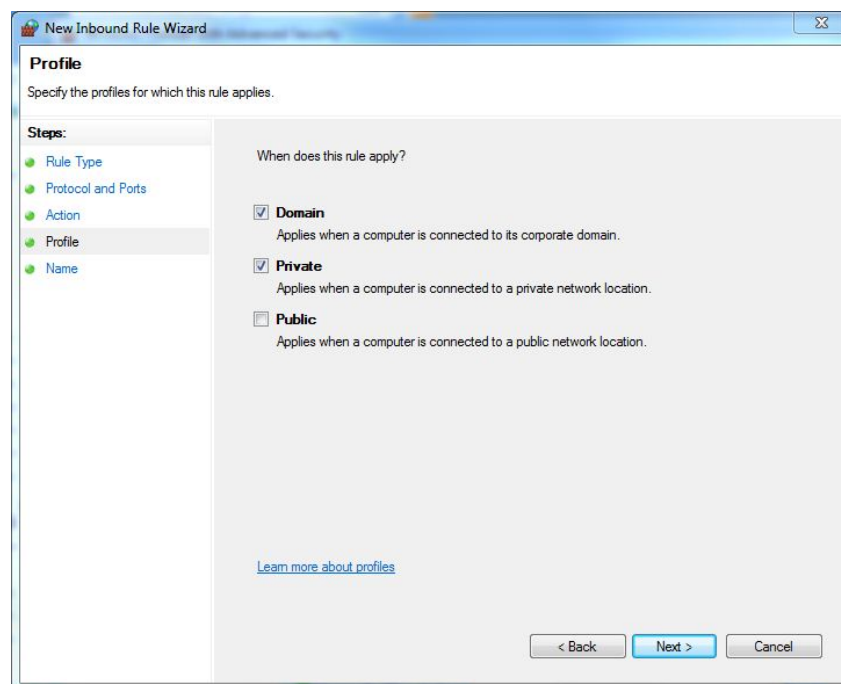 New Inbound Rule Wizard
Profile
Specify the profiles for which this rule applies.
Steps:
Rule Type
Protocol and Ports
Action
Profile
Name
When does this rule apply?
Domain
Applies when a computer is connected to its corporate domain.
Private
Applies when a computer is connected to a private network location.
Public
Applies when a computer is connected to a public network location.
Learn more about profiles
< Back
Next >
Cancel